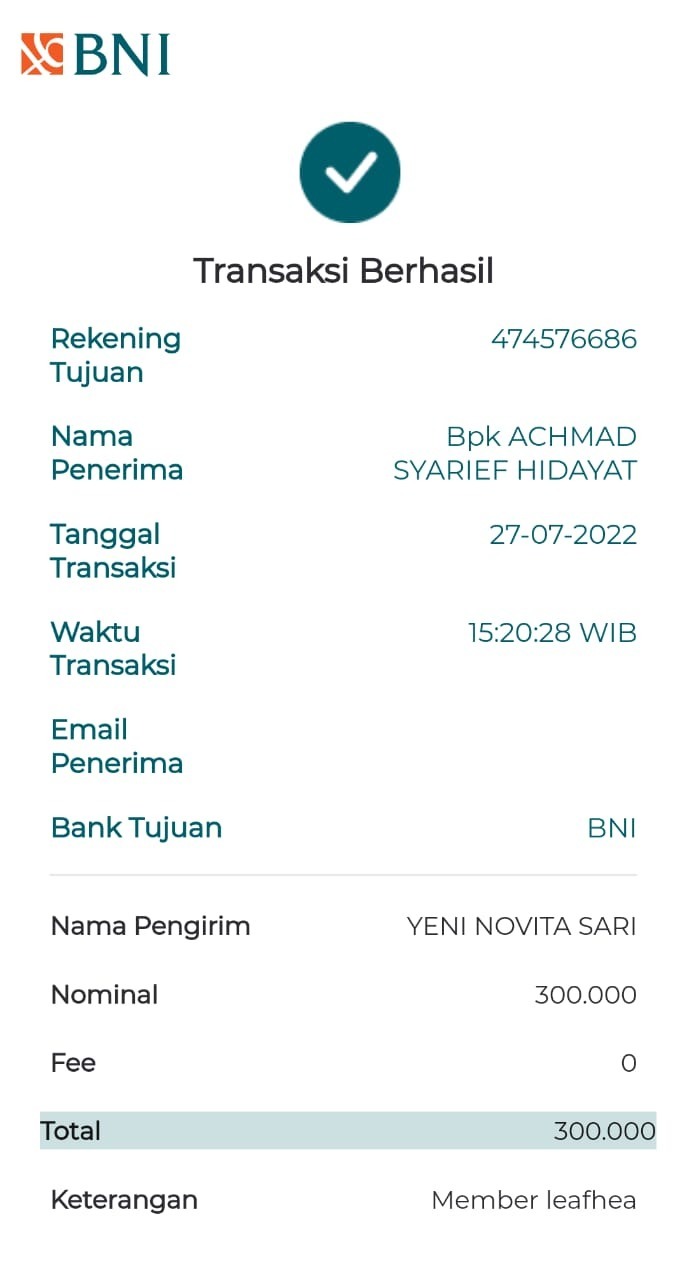 BNI
Transaksi Berhasil
Rekening 474576686
Tujuan
Nama Bpk ACHMAD
Penerima SYARIEF HIDAYAT
Tanggal 27-07-2022
Transaksi
Waktu 15:20:28 WIB
Transaksi
Email
Penerima
Bank Tujuan BNI
Nama Pengirim YENI NOVITA SARI
Nominal 300.000
Fee 0
Total 300.000
Keterangan Member leafhea